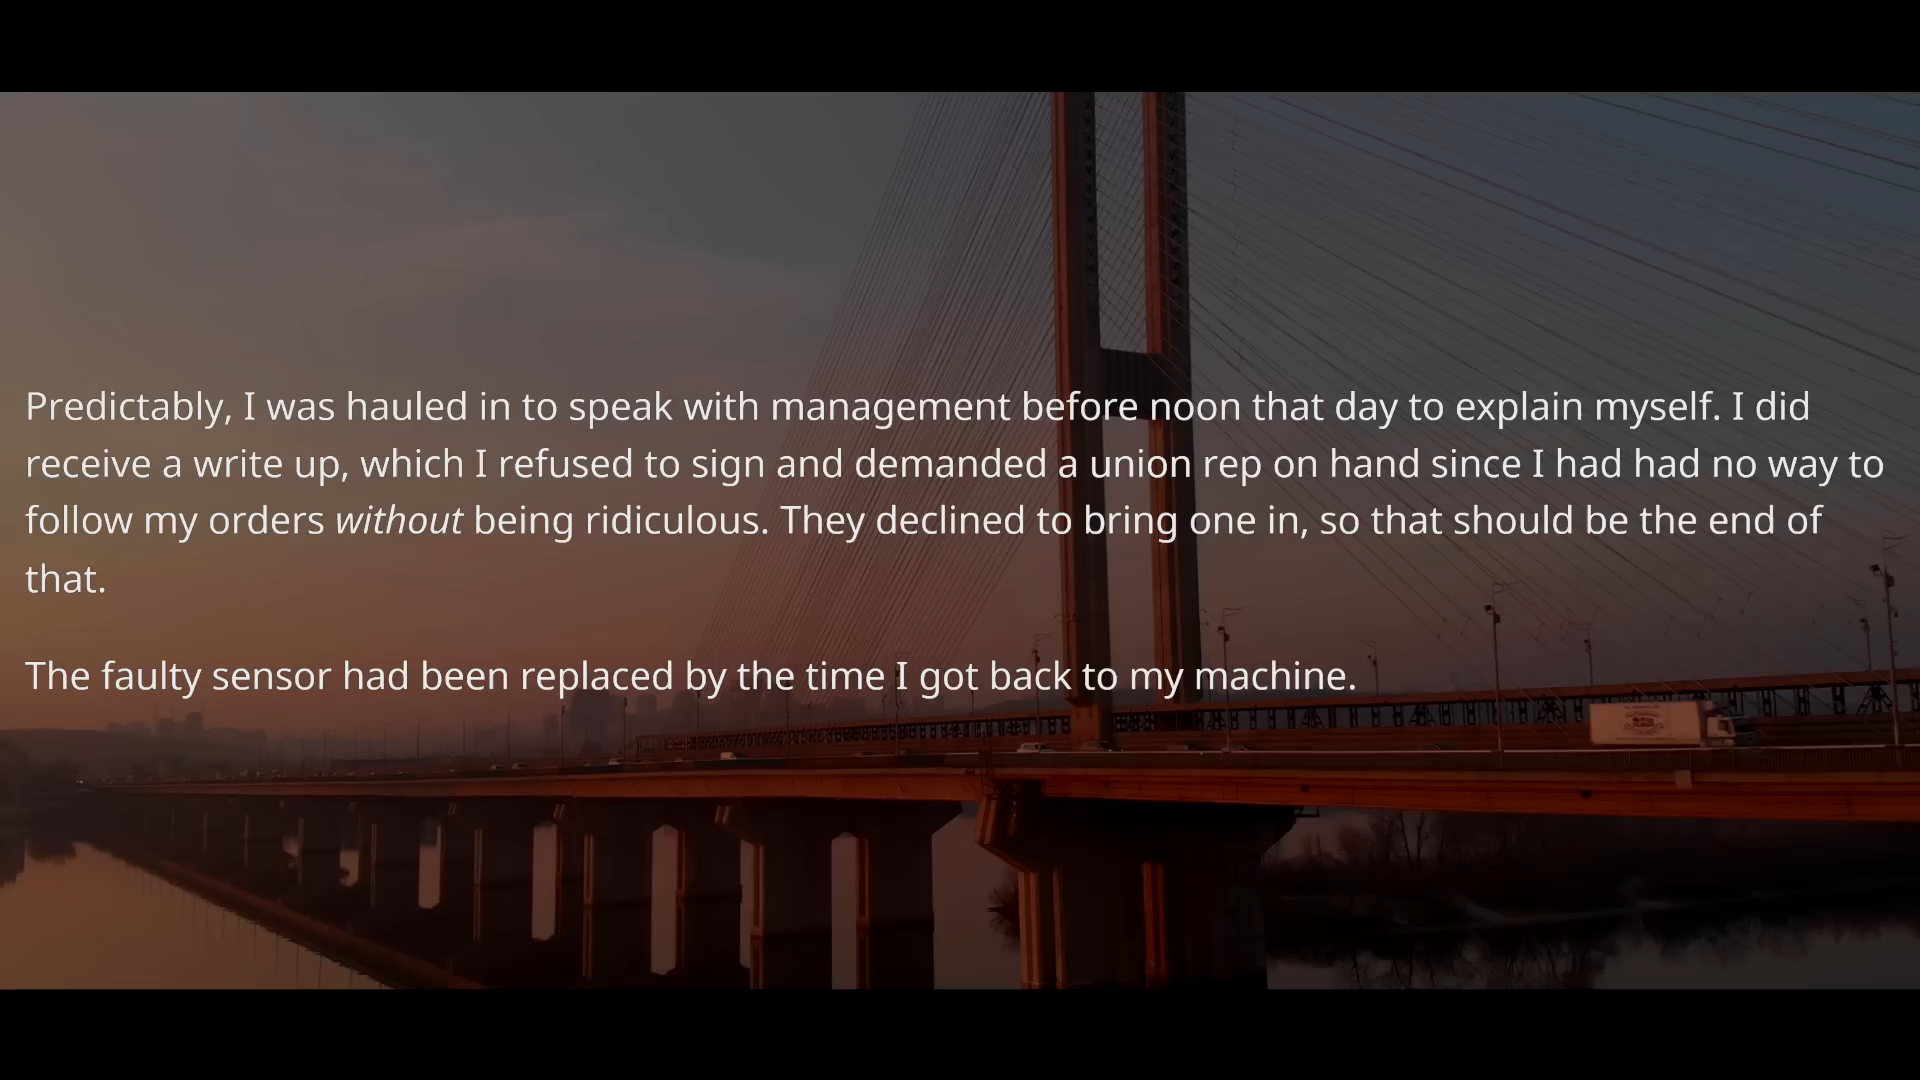 Predictably, I was hauled in to speak with management before noon that day to explain myself. I did
receive a write up, which I refused to sign and demanded a union rep on hand since I had had no way to
follow my orders without being ridiculous. They declined to bring one in, so that should be the end of
that.
The faulty sensor had been replaced by the time I got back to my machine.